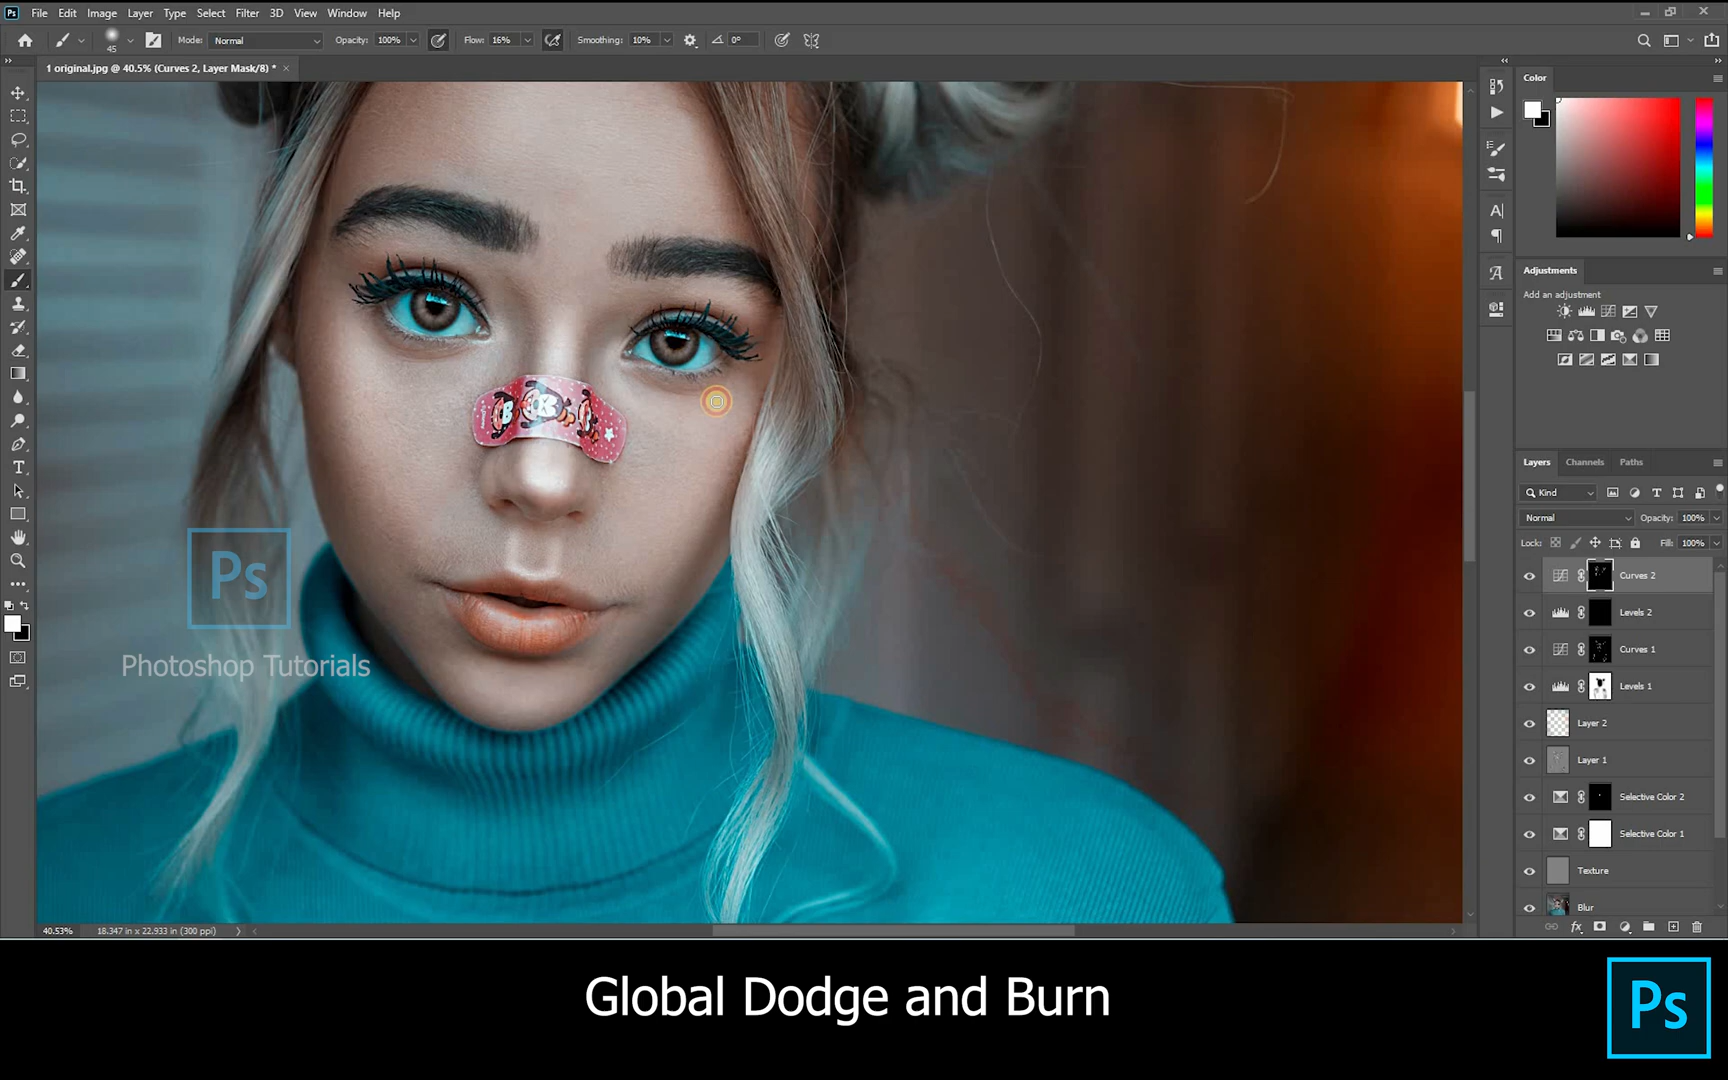 Ps File Edit Image Layer Type Select Filter 3D View Window Help
45 Mode: Normal Opacity: 100% Flow: 16% Smoothing: 10% 0°
1 original.jpg @ 40.5% (Curves 2, Layer Mask/8) *
Color
Adjustments
Add an adjustment
Layers Channels Paths
Kind
Normal Opacity: 100%
Lock: Fill: 100%
Curves 2
Levels 2
Curves 1
Levels 1
Layer 2
Layer 1
Selective Color 2
Selective Color 1
Texture
Blur
Ps
Photoshop Tutorials
40.53% 18.347 in x 22.933 in (300 ppi)
Global Dodge and Burn
Ps